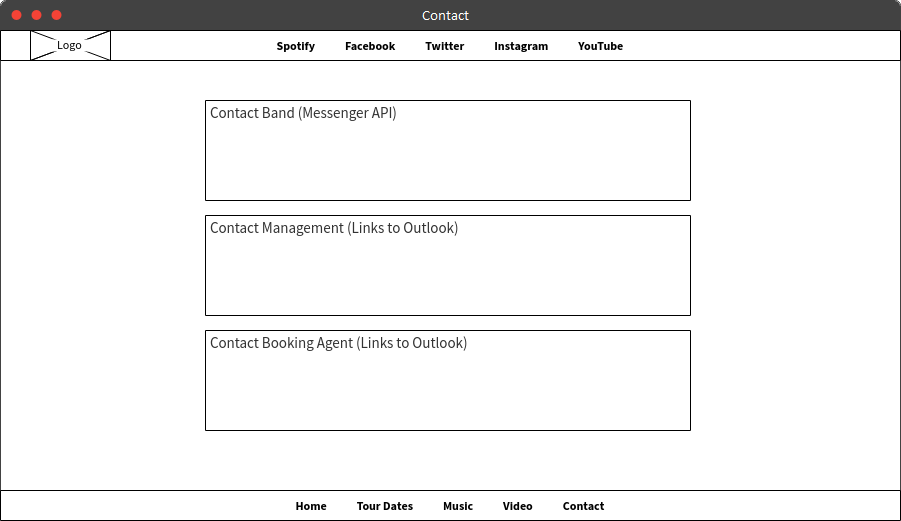 Contact
Logo
Spotify Facebook Twitter Instagram YouTube
Contact Band (Messenger API)
Contact Management (Links to Outlook)
Contact Booking Agent (Links to Outlook)
Home Tour Dates Music Video Contact